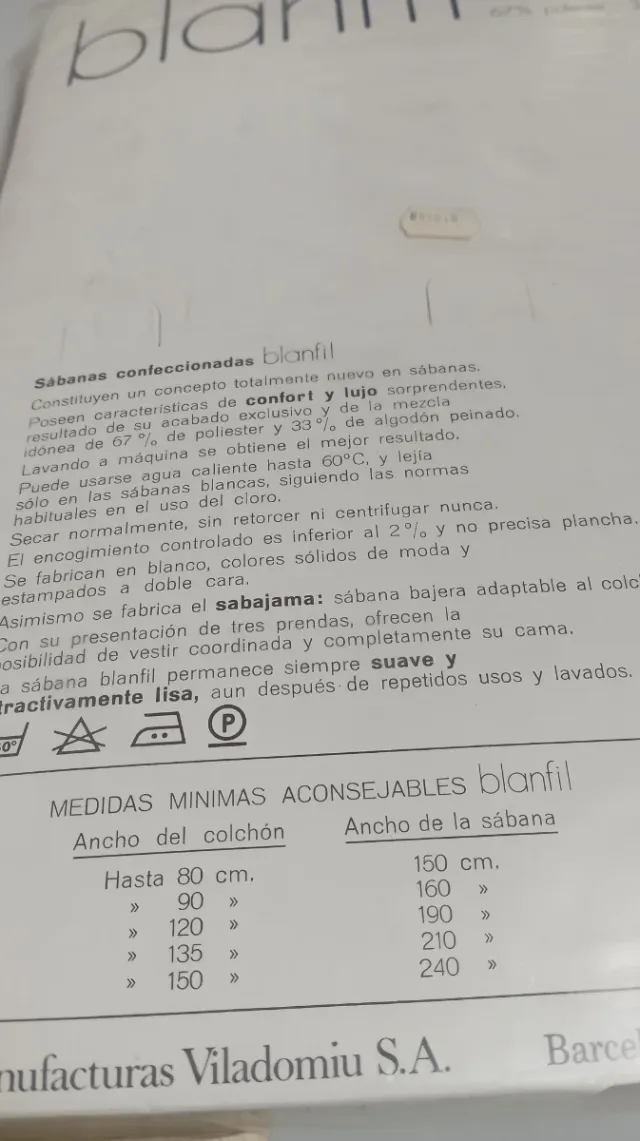 blanfil
67%
Sábanas confeccionadas blanfil
Constituyen un concepto totalmente nuevo en sábanas.
Poseen características de confort y lujo sorprendentes,
resultado de su acabado exclusivo y de la mezcla
idónea de 67 % de poliester y 33 % de algodón peinado.
Lavando a máquina se obtiene el mejor resultado.
Puede usarse agua caliente hasta 60°C, y lejía
sólo en las sábanas blancas, siguiendo las normas
habituales en el uso del cloro.
Secar normalmente, sin retorcer ni centrifugar nunca.
El encogimiento controlado es inferior al 2 % y no precisa plancha.
Se fabrican en blanco, colores sólidos de moda y
estampados a doble cara.
Asimismo se fabrica el sabajama: sábana bajera adaptable al colc
Con su presentación de tres prendas, ofrecen la
posibilidad de vestir coordinada y completamente su cama.
a sábana blanfil permanece siempre suave y
tractivamente lisa, aun después de repetidos usos y lavados.
60° P
MEDIDAS MINIMAS ACONSEJABLES blanfil
Ancho del colchón Ancho de la sábana
Hasta 80 cm. 150 cm.
» 90 » 160 »
» 120 » 190 »
» 135 » 210 »
» 150 » 240 »
nufacturas Viladomiu S.A. Barcel